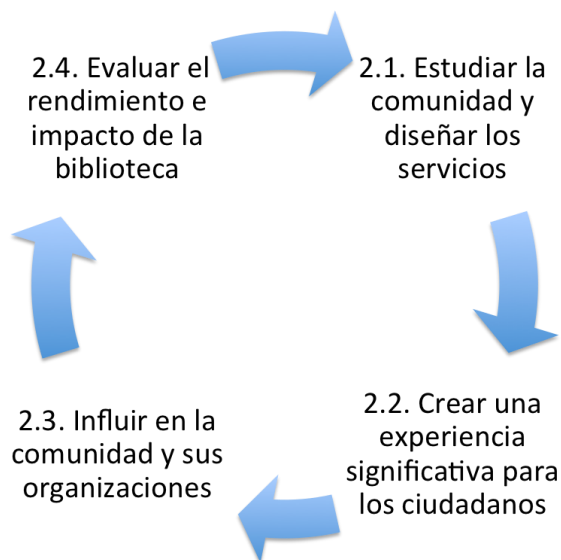 2.4. Evaluar el
rendimiento e
impacto de la
biblioteca
2.1. Estudiar la
comunidad y
diseñar los
servicios
2.2. Crear una
experiencia
significativa para
los ciudadanos
2.3. Influir en la
comunidad y sus
organizaciones